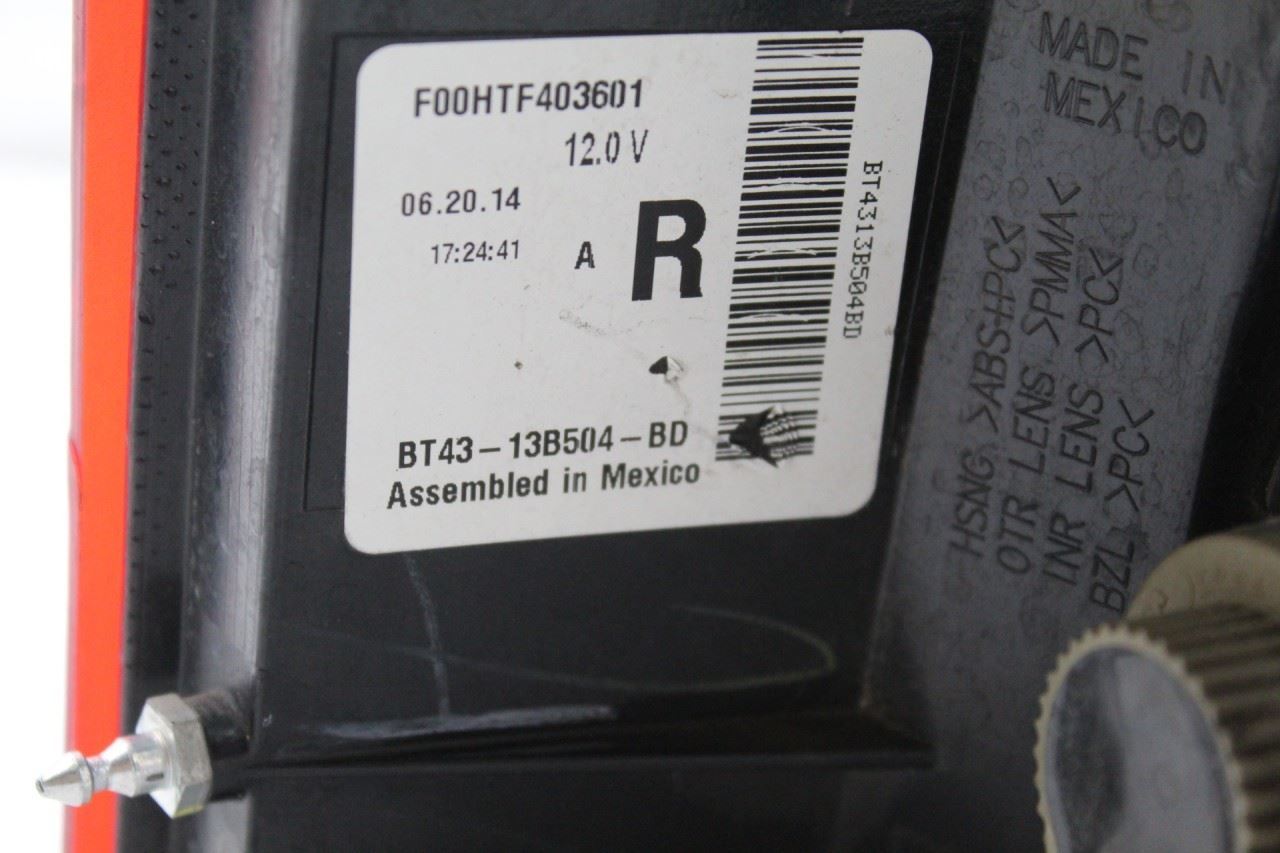 F00HTF403601
12.0 V
06.20.14
17:24:41 A R
BT4313B504BD
BT43-13B504-BD
Assembled in Mexico
MADE IN
MEXICO
HSNG >ABS+PC<
OTR LENS >PMMA<
INR LENS >PC<
BZL >PC<